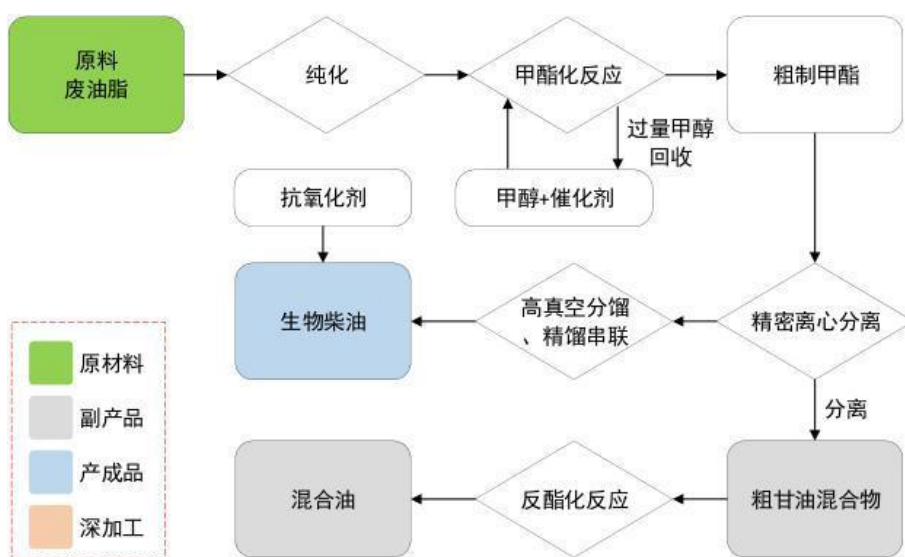 原料
废油脂
纯化
甲酯化反应
粗制甲酯
过量甲醇
回收
抗氧化剂
甲醇+催化剂
生物柴油
高真空分馏
、精馏串联
精密离心分离
分离
原材料
副产品
产成品
深加工
混合油
反酯化反应
粗甘油混合物